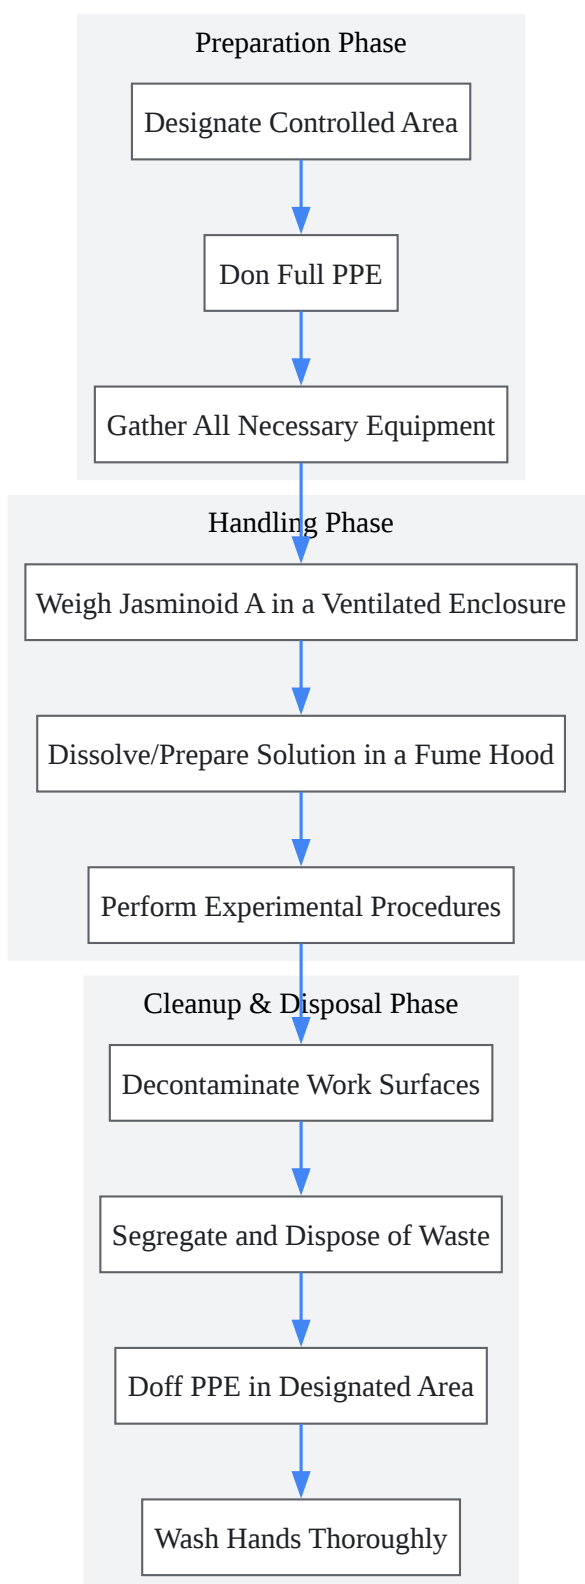 Preparation Phase
Designate Controlled Area
Don Full PPE
Gather All Necessary Equipment
Handling Phase
Weigh Jasminoid A in a Ventilated Enclosure
Dissolve/Prepare Solution in a Fume Hood
Perform Experimental Procedures
Cleanup & Disposal Phase
Decontaminate Work Surfaces
Segregate and Dispose of Waste
Doff PPE in Designated Area
Wash Hands Thoroughly